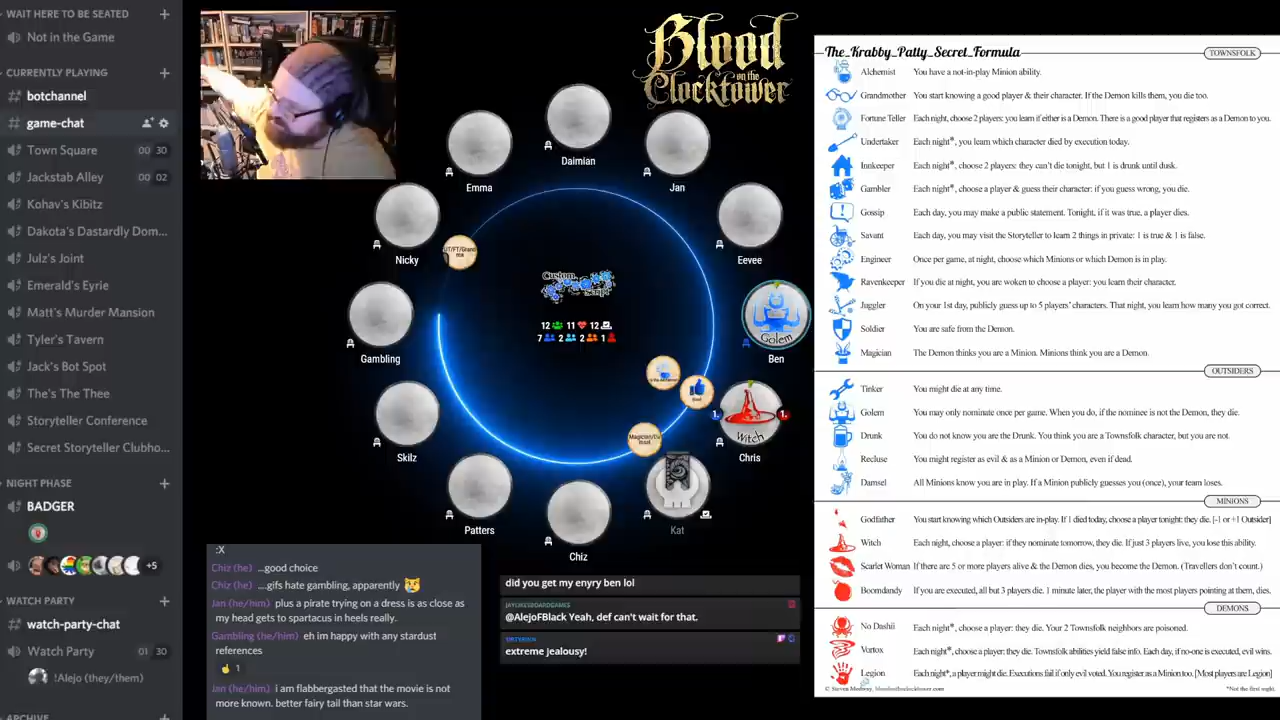 WAIT HERE TO BE SEATED
Not in the Game
CURRENTLY PLAYING
botchannel
game-chat
Town Square 00 30
Jackstab Alley 00 02
Kohav's Kibitz
Dakota's Dastardly Dom...
Liz's Joint
Emerald's Eyrie
Matt's Murder Mansion
Tyler's Tavern
Jack's Bot Spot
The's The Thee
Storyteller Conference
Secret Storyteller Clubho...
NIGHT PHASE
BADGER
+5
WATCH PARTY
watch-party-chat
Watch Party 30
!Alejo (they/them)
ARCHIVE
Blood
on the
Clocktower
Daimian
Emma
Jan
Nicky
Eevee
Gambling
Golem
Ben
Skilz
Witch
Chris
Patters
Chiz
Kat
Custom
Script
12 11 12
7 2 2 1
:X
Chiz (he) ...good choice
Chiz (he) ....gifs hate gambling, apparently
Jan (he/him) plus a pirate trying on a dress is as close as
my head gets to spartacus in heels really.
Gambling (he/him) eh im happy with any stardust
references
1
Jan (he/him) i am flabbergasted that the movie is not
more known. better fairy tail than star wars.
did you get my enyry ben lol
JAYLIKESBOARDGAMES
@AlejoFBlack Yeah, def can't wait for that.
extreme jealousy!
The_Krabby_Patty_Secret_Formula
TOWNSFOLK
Alchemist You have a not-in-play Minion ability.
Grandmother You start knowing a good player & their character. If the Demon kills them, you die too.
Fortune Teller Each night, choose 2 players: you learn if either is a Demon. There is a good player that registers as a Demon to you.
Undertaker Each night*, you learn which character died by execution today.
Innkeeper Each night*, choose 2 players: they can't die tonight, but 1 is drunk until dusk.
Gambler Each night*, choose a player & guess their character: if you guess wrong, you die.
Gossip Each day, you may make a public statement. Tonight, if it was true, a player dies.
Savant Each day, you may visit the Storyteller to learn 2 things in private: 1 is true & 1 is false.
Engineer Once per game, at night, choose which Minions or which Demon is in play.
Ravenkeeper If you die at night, you are woken to choose a player: you learn their character.
Juggler On your 1st day, publicly guess up to 5 players' characters. That night, you learn how many you got correct.
Soldier You are safe from the Demon.
Magician The Demon thinks you are a Minion. Minions think you are a Demon.
OUTSIDERS
Tinker You might die at any time.
Golem You may only nominate once per game. When you do, if the nominee is not the Demon, they die.
Drunk You do not know you are the Drunk. You think you are a Townsfolk character, but you are not.
Recluse You might register as evil & as a Minion or Demon, even if dead.
Damsel All Minions know you are in play. If a Minion publicly guesses you (once), your team loses.
MINIONS
Godfather You start knowing which Outsiders are in-play. If 1 died today, choose a player tonight: they die. [-1 or +1 Outsider]
Witch Each night, choose a player: if they nominate tomorrow, they die. If just 3 players live, you lose this ability.
Scarlet Woman If there are 5 or more players alive & the Demon dies, you become the Demon. (Travellers don't count.)
Boomdandy If you are executed, all but 3 players die. 1 minute later, the player with the most players pointing at them, dies.
DEMONS
No Dashii Each night*, choose a player: they die. Your 2 Townsfolk neighbors are poisoned.
Vortox Each night*, choose a player: they die. Townsfolk abilities yield false info. Each day, if no-one is executed, evil wins.
Legion Each night*, a player might die. Executions fail if only evil voted. You register as a Minion too. [Most players are Legion]
© Steven Medway, bloodontheclocktower.com *Not the first night.